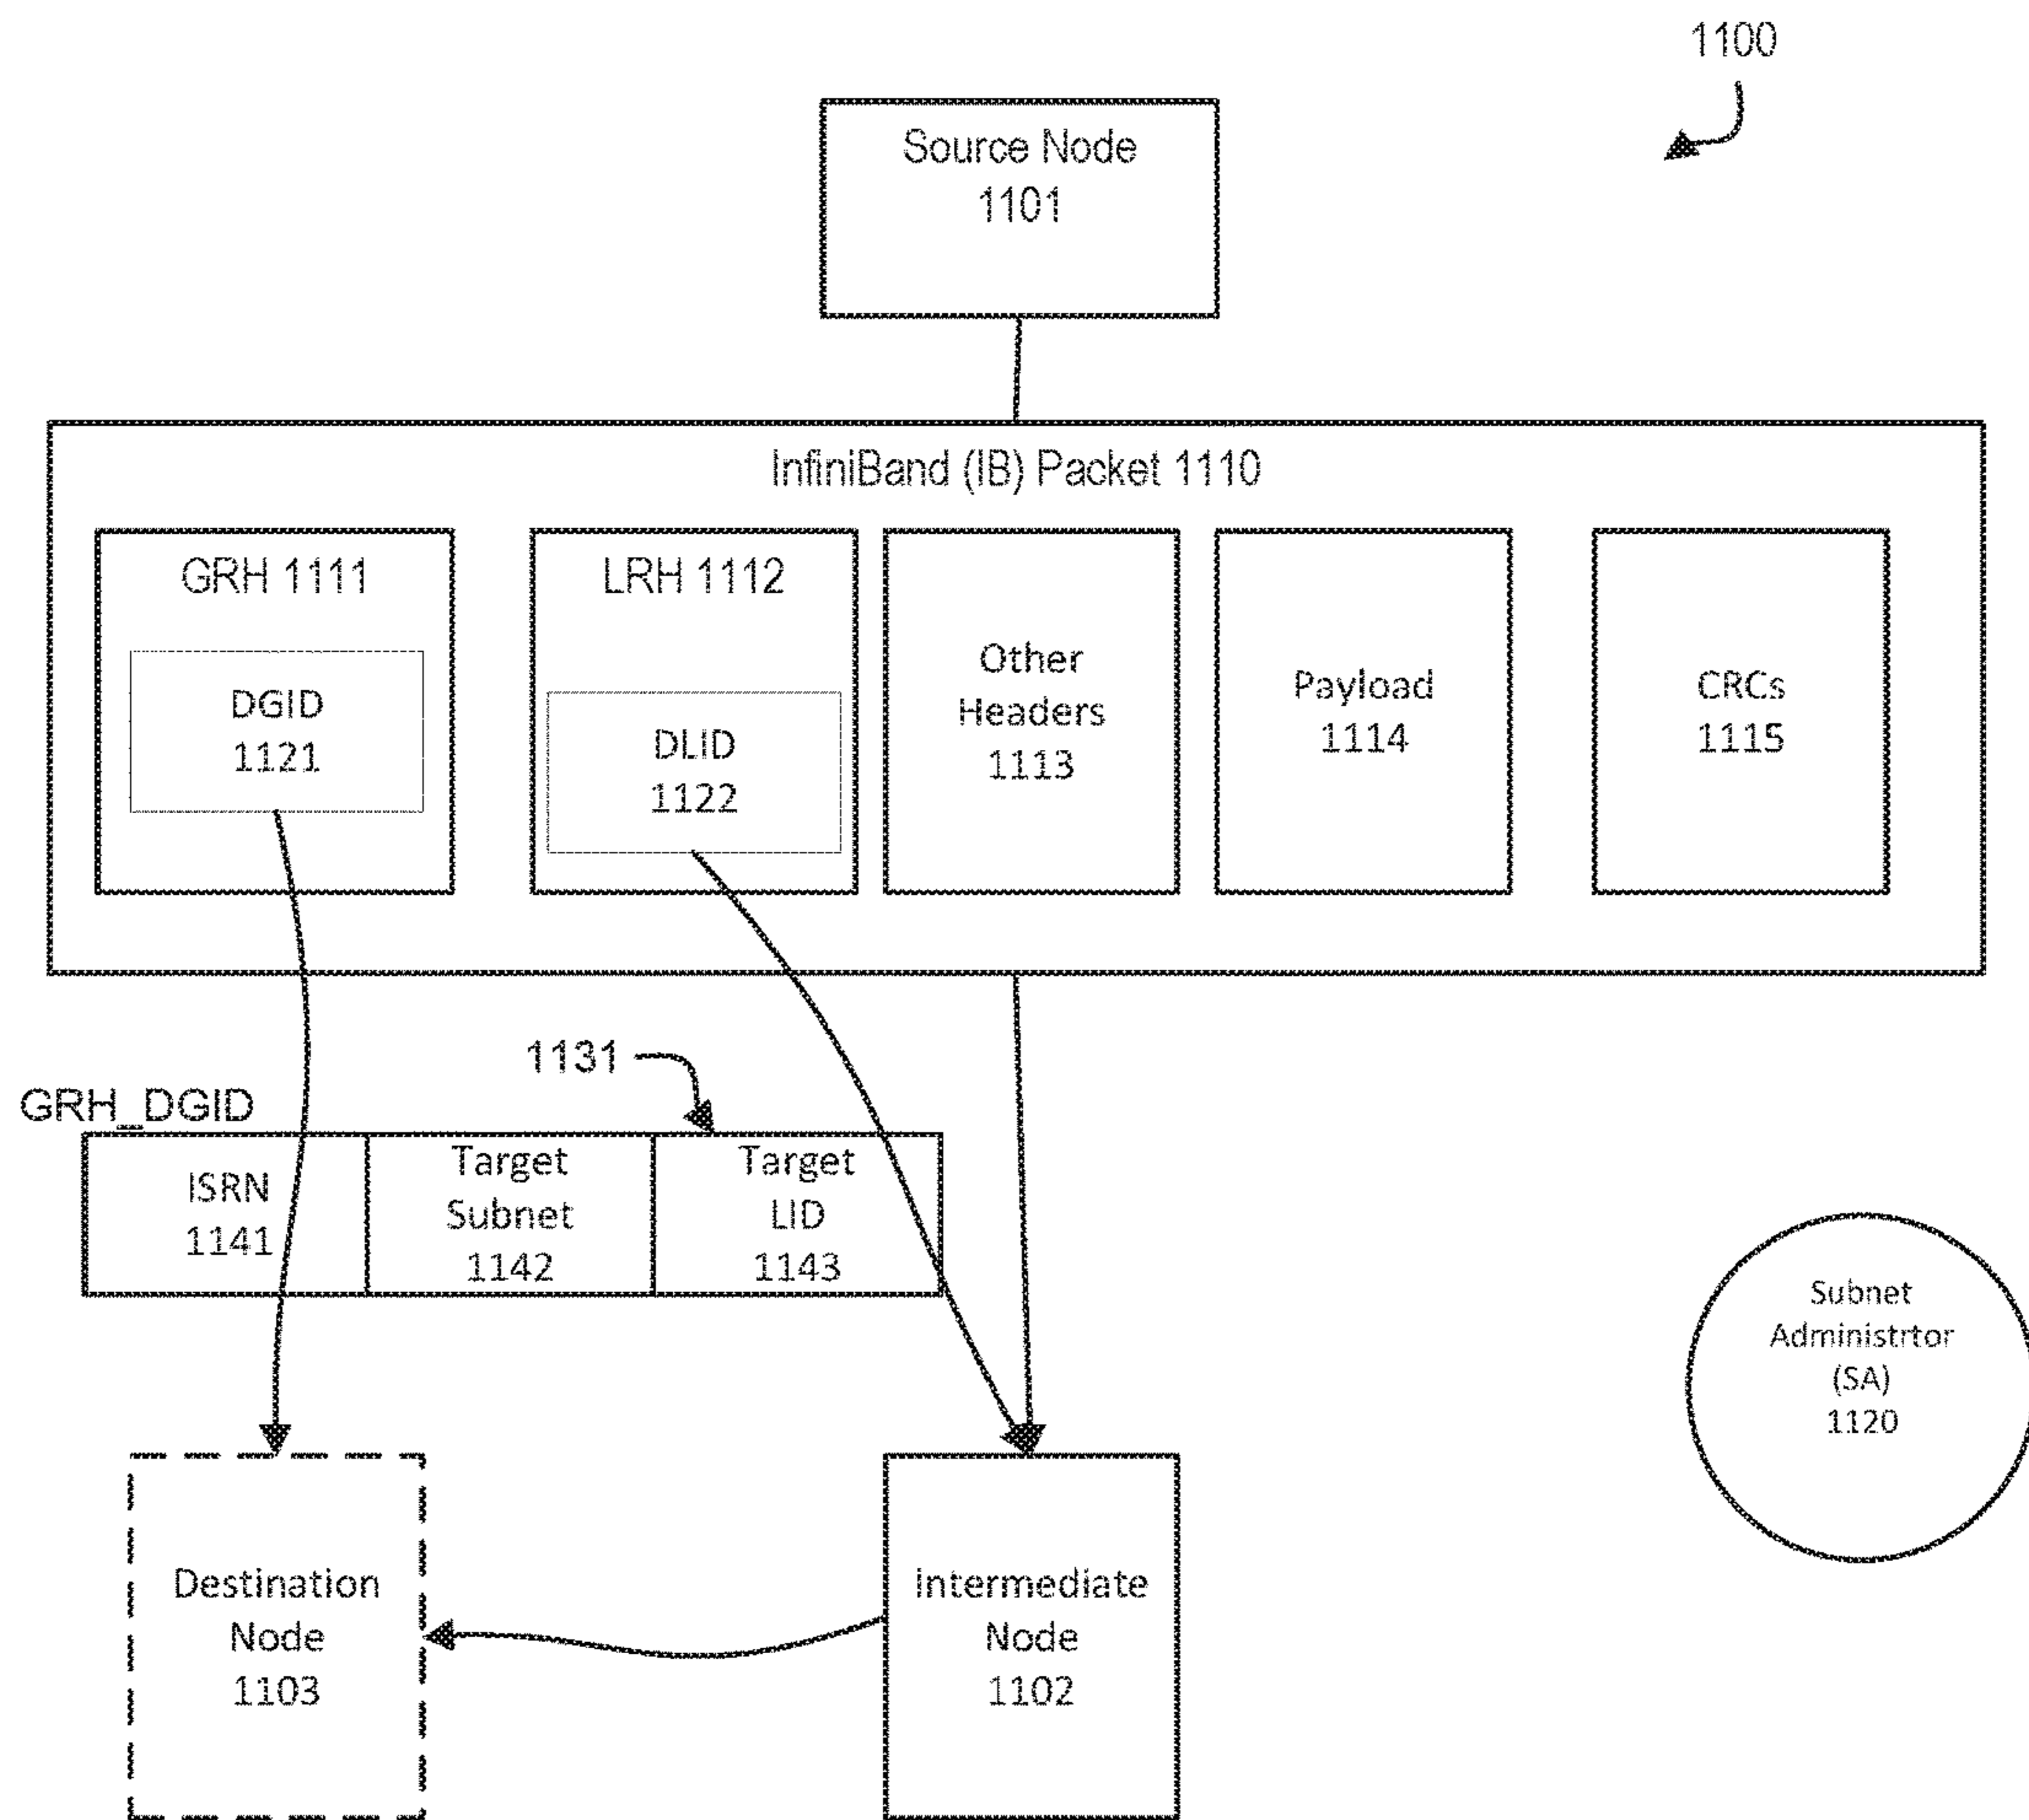 1100
Source Node
1101
InfiniBand (IB) Packet 1110
GRH 1111
DGID
1121
LRH 1112
DLID
1122
Other
Headers
1113
Payload
1114
CRCs
1115
1131
GRH_DGID
ISRN
1141
Target
Subnet
1142
Target
LID
1143
Subnet
Administrtor
(SA)
1120
Destination
Node
1103
Intermediate
Node
1102